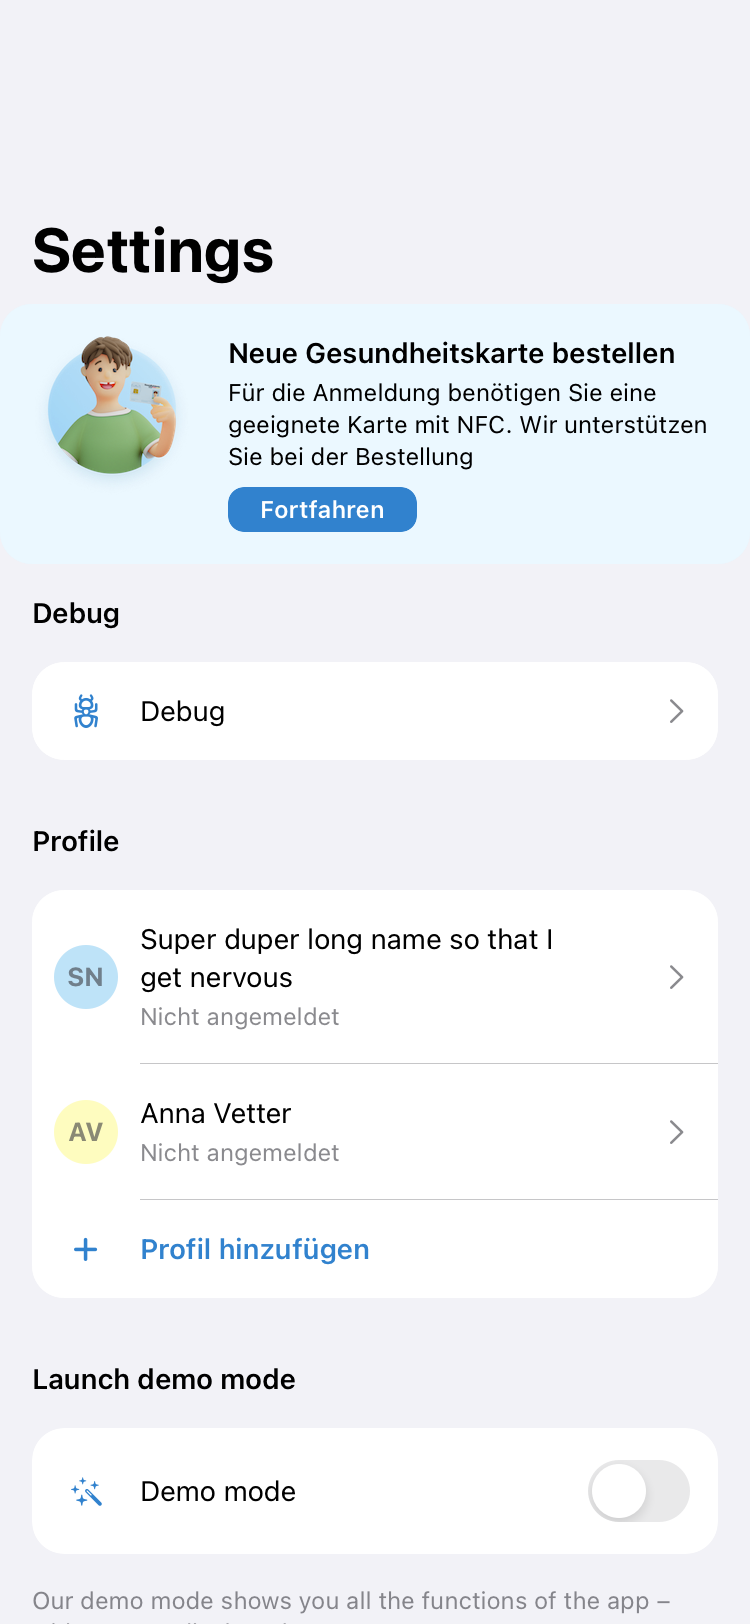 Settings
Neue Gesundheitskarte bestellen
Für die Anmeldung benötigen Sie eine
geeignete Karte mit NFC. Wir unterstützen
Sie bei der Bestellung
Fortfahren
Debug
Debug
Profile
SN
Super duper long name so that I
get nervous
Nicht angemeldet
AV
Anna Vetter
Nicht angemeldet
Profil hinzufügen
Launch demo mode
Demo mode
Our demo mode shows you all the functions of the app –